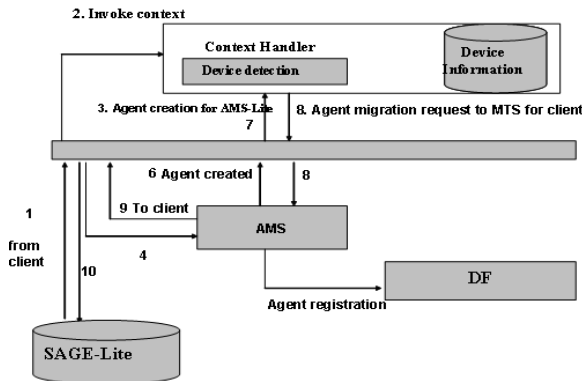 2. Invoke context
Context Handler
Device detection
Device
Information
3. Agent creation for AMS-Lite
7
8. Agent migration request to MTS for client
6 Agent created
8
1
from
client
9 To client
4
10
AMS
DF
Agent registration
SAGE-Lite